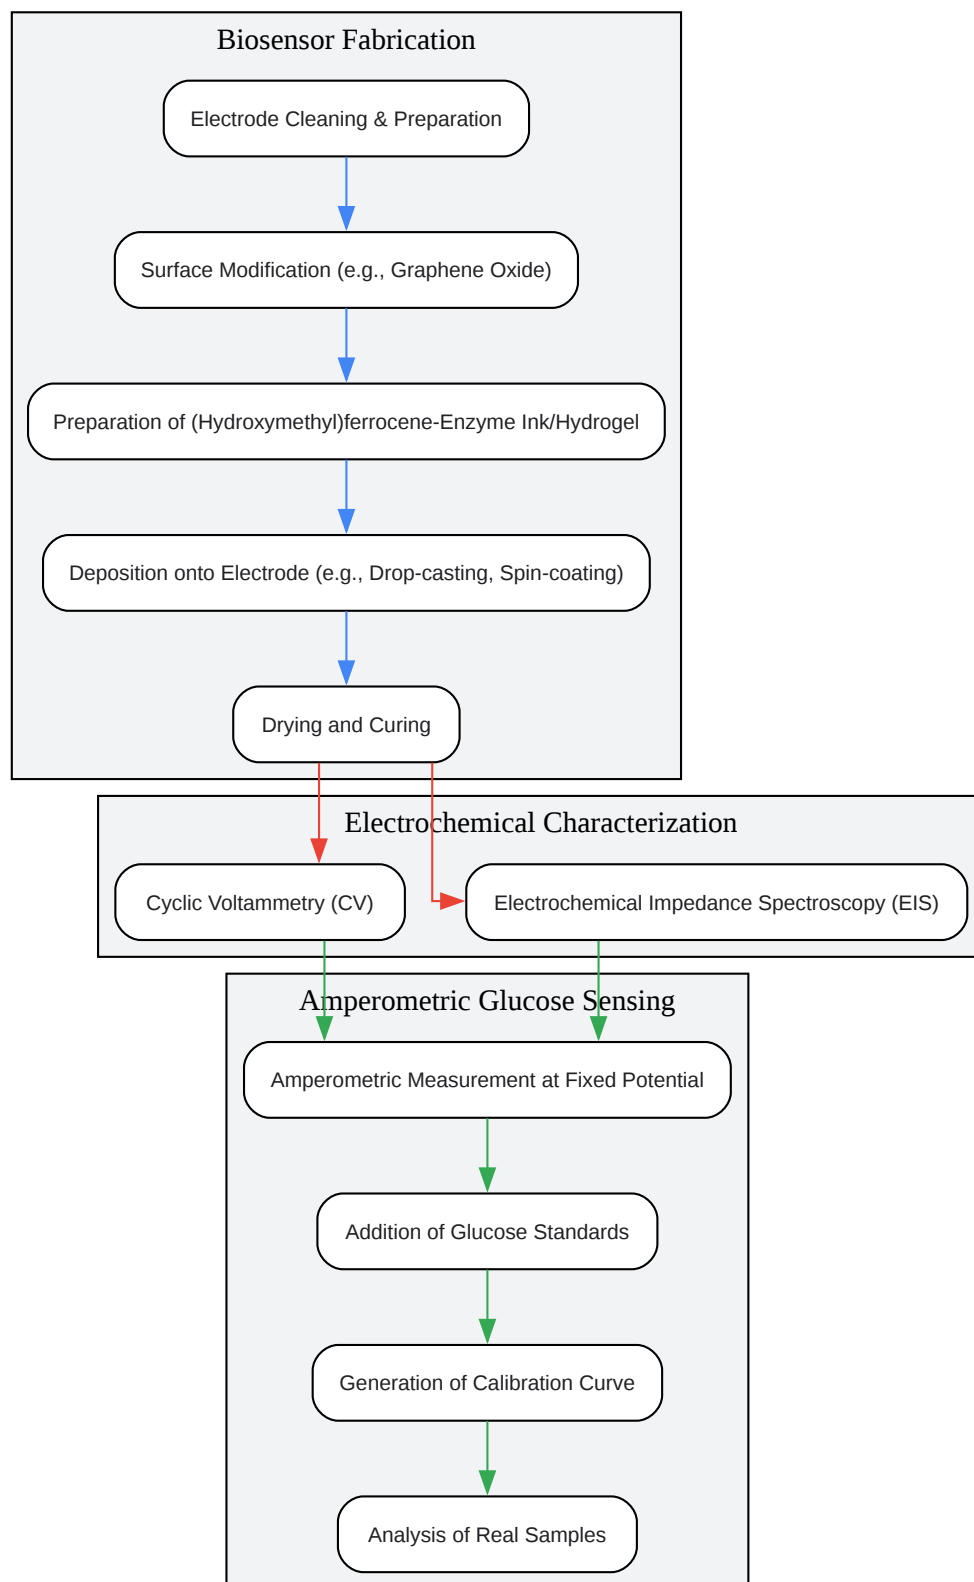 Biosensor Fabrication
Electrode Cleaning & Preparation
Surface Modification (e.g., Graphene Oxide)
Preparation of (Hydroxymethyl)ferrocene-Enzyme Ink/Hydrogel
Deposition onto Electrode (e.g., Drop-casting, Spin-coating)
Drying and Curing
Electrochemical Characterization
Cyclic Voltammetry (CV)
Electrochemical Impedance Spectroscopy (EIS)
Amperometric Glucose Sensing
Amperometric Measurement at Fixed Potential
Addition of Glucose Standards
Generation of Calibration Curve
Analysis of Real Samples